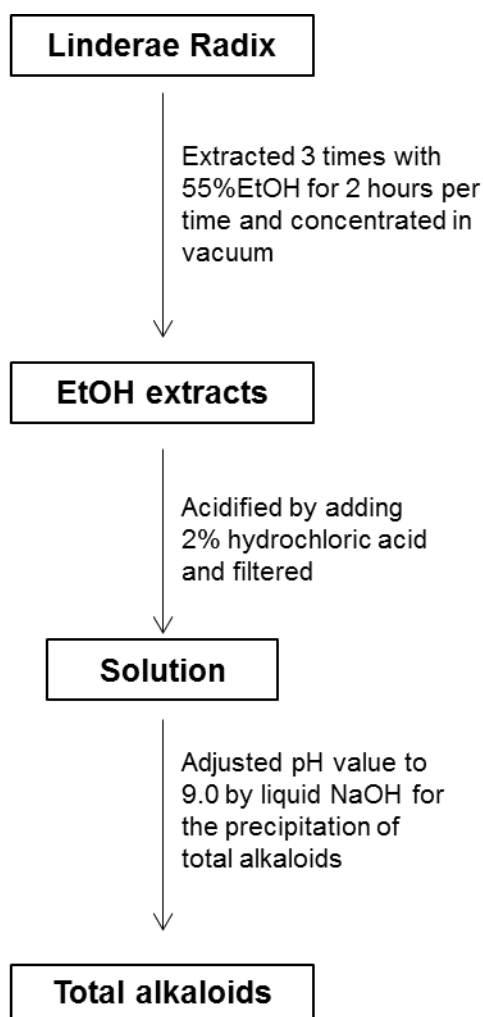 Linderae Radix
Extracted 3 times with
55%EtOH for 2 hours per
time and concentrated in
vacuum
EtOH extracts
Acidified by adding
2% hydrochloric acid
and filtered
Solution
Adjusted pH value to
9.0 by liquid NaOH for
the precipitation of
total alkaloids
Total alkaloids